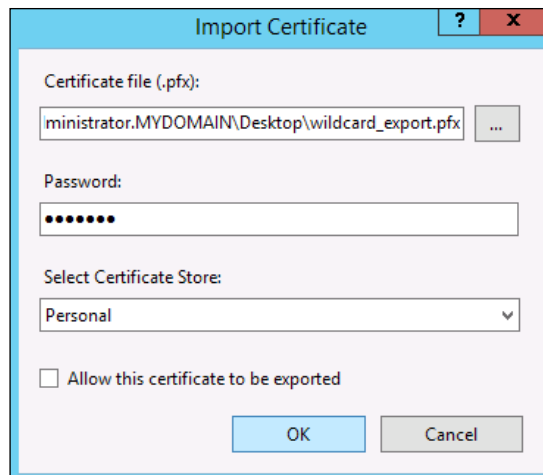 Import Certificate
?
x
Certificate file (.pfx):
ministrator.MYDOMAIN\Desktop\wildcard_export.pfx
...
Password:
•••••••
Select Certificate Store:
Personal
Allow this certificate to be exported
OK
Cancel